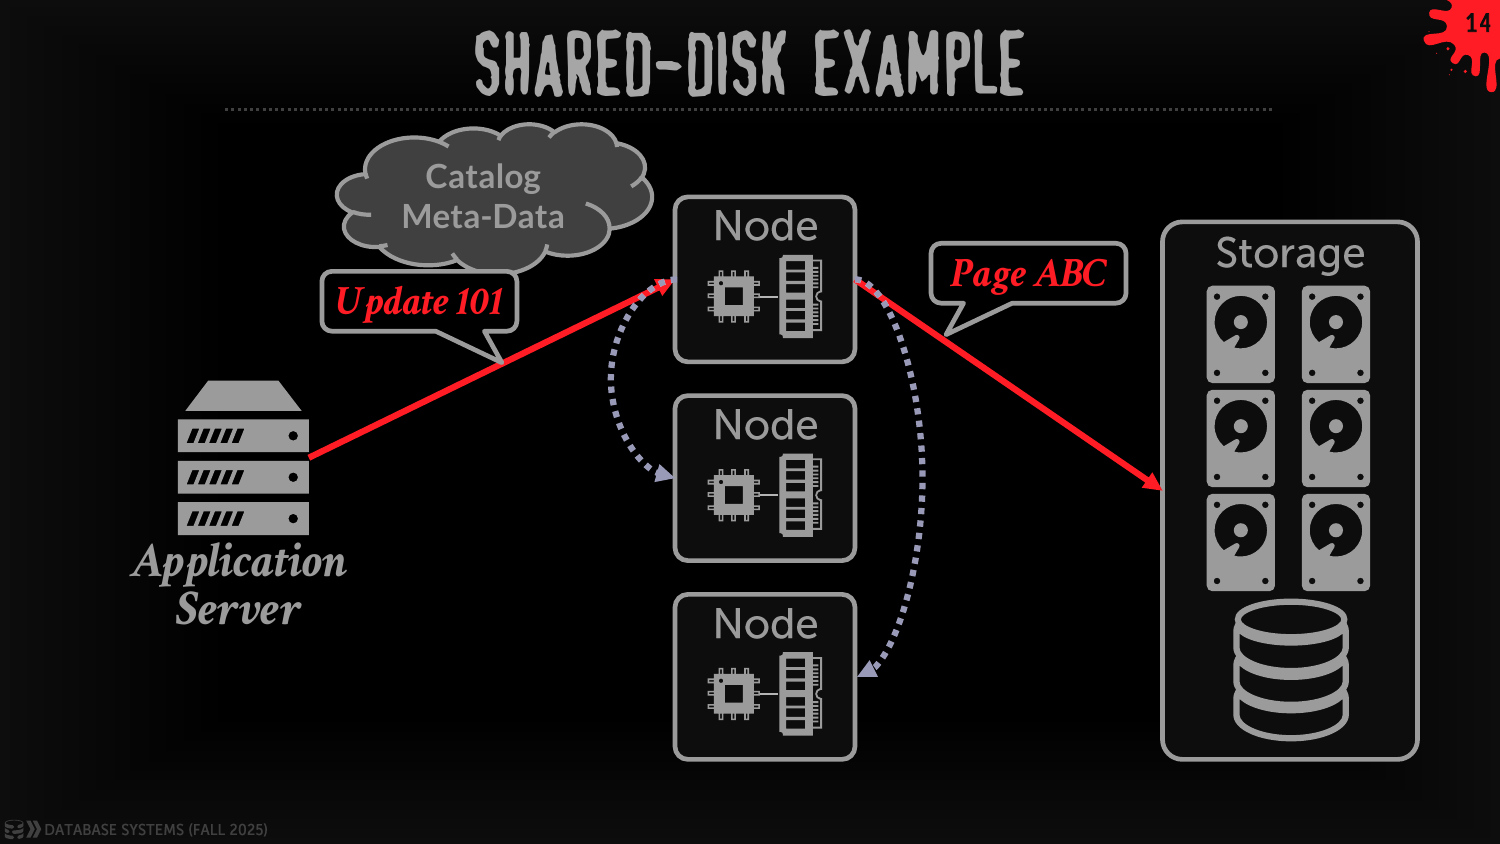 14
SHARED-DISK EXAMPLE
Catalog
Meta-Data
Update 101
Node
Page ABC
Storage
Node
Application
Server
Node
DATABASE SYSTEMS (FALL 2025)